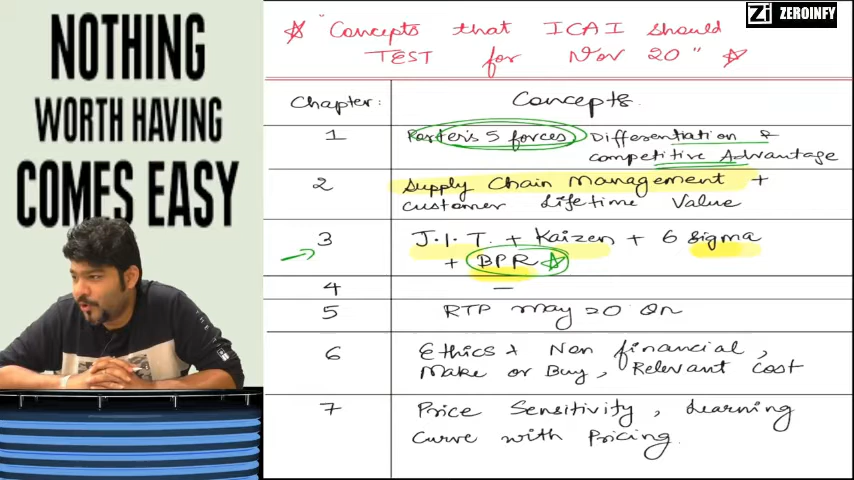 NOTHING
WORTH HAVING
COMES EASY
Zi ZEROINFY
"Concepts that ICAI should
TEST for Nov 20"
Chapter: Concepts.
1 Porter's 5 forces Differentiation &
competitive Advantage
2 Supply Chain Management +
Customer Lifetime Value
3 J.I.T. + Kaizen + 6 Sigma
+ BPR
4 —
5 RTP May 20 Qn
6 Ethics + Non financial,
Make or Buy, Relevant Cost
7 Price Sensitivity, Learning
Curve with Pricing.